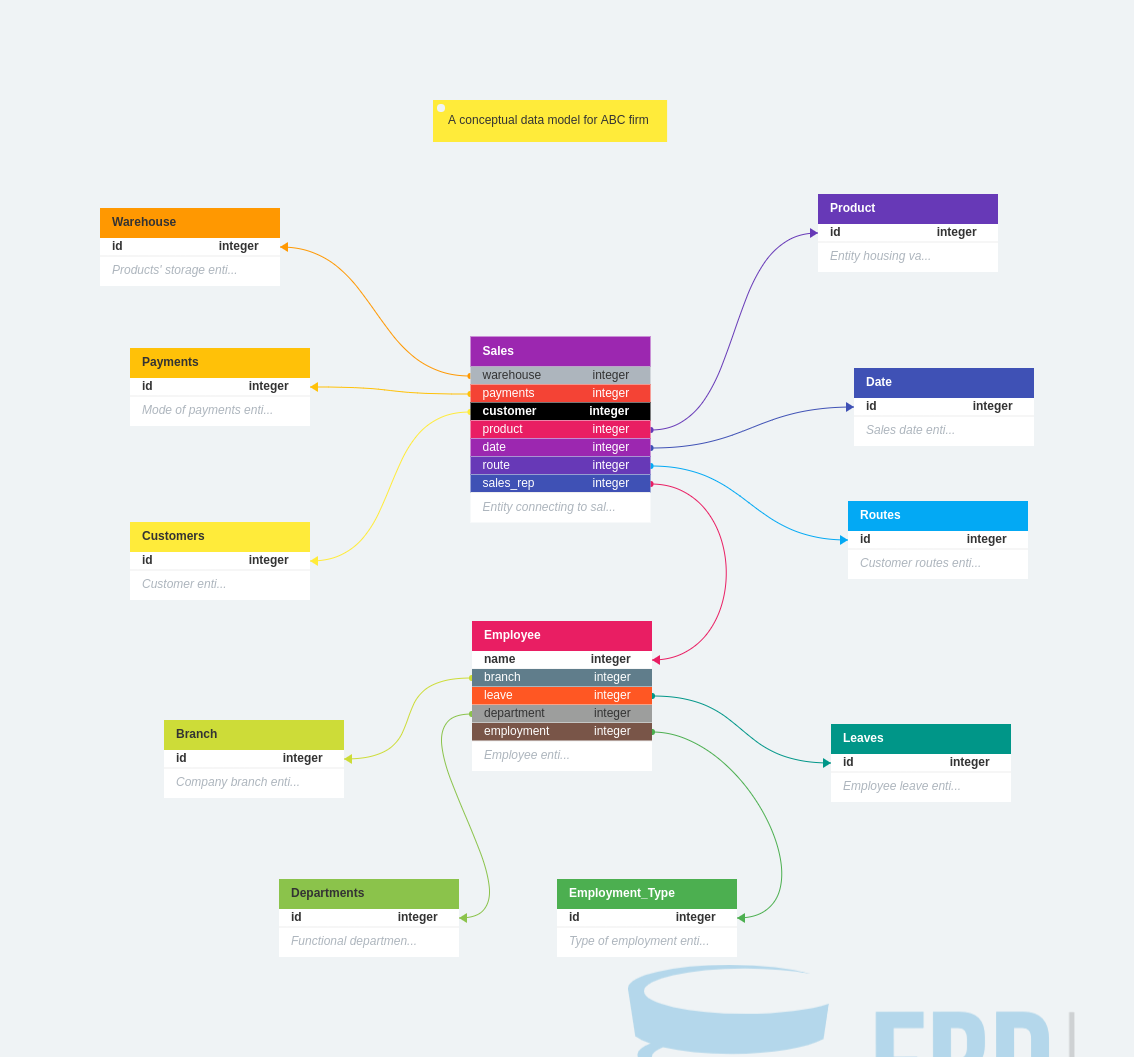 A conceptual data model for ABC firm
Warehouse
id integer
Products' storage enti...
Product
id integer
Entity housing va...
Payments
id integer
Mode of payments enti...
Sales
warehouse integer
payments integer
customer integer
product integer
date integer
route integer
sales_rep integer
Entity connecting to sal...
Date
id integer
Sales date enti...
Customers
id integer
Customer enti...
Routes
id integer
Customer routes enti...
Employee
name integer
branch integer
leave integer
department integer
employment integer
Employee enti...
Branch
id integer
Company branch enti...
Leaves
id integer
Employee leave enti...
Departments
id integer
Functional departmen...
Employment_Type
id integer
Type of employment enti...